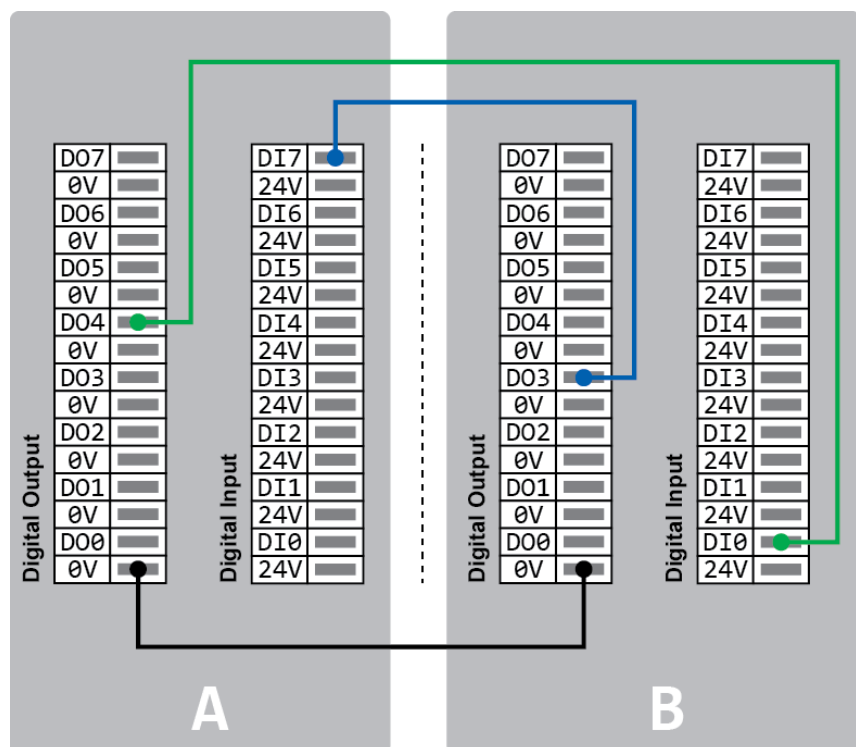 DO7
0V
DO6
0V
DO5
0V
DO4
0V
DO3
0V
DO2
0V
DO1
0V
DO0
0V
Digital Output
DI7
24V
DI6
24V
DI5
24V
DI4
24V
DI3
24V
DI2
24V
DI1
24V
DI0
24V
Digital Input
A
DO7
0V
DO6
0V
DO5
0V
DO4
0V
DO3
0V
DO2
0V
DO1
0V
DO0
0V
Digital Output
DI7
24V
DI6
24V
DI5
24V
DI4
24V
DI3
24V
DI2
24V
DI1
24V
DI0
24V
Digital Input
B